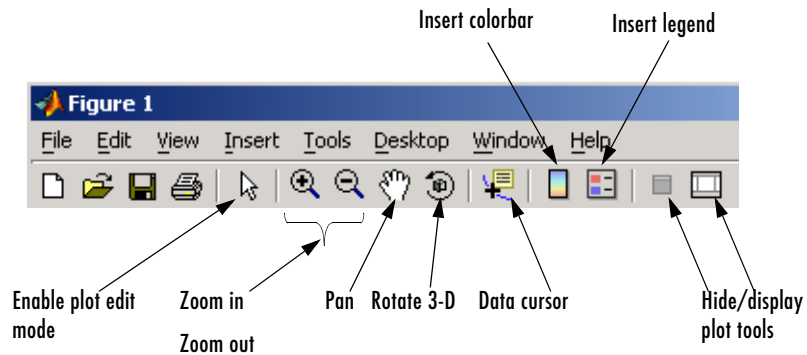 Insert colorbar
Insert legend
Figure 1
File Edit View Insert Tools Desktop Window Help
Enable plot edit
mode
Zoom in
Zoom out
Pan
Rotate 3-D
Data cursor
Hide/display
plot tools